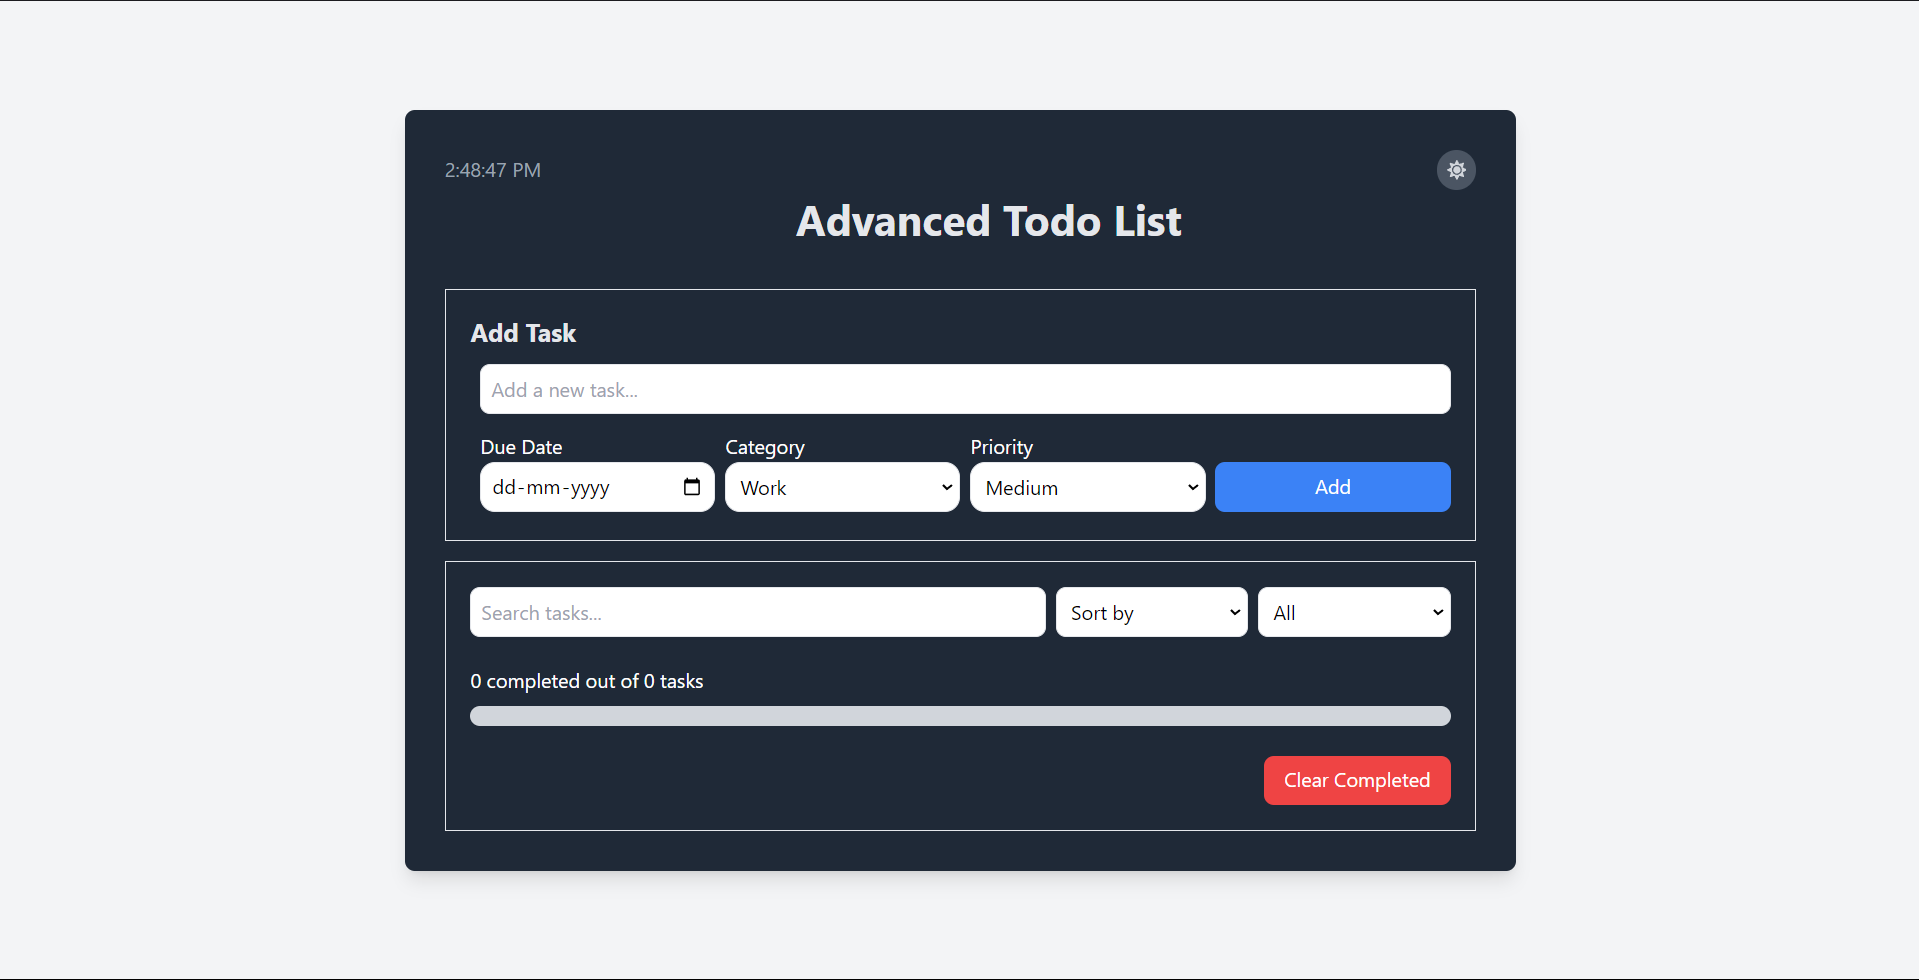 2:48:47 PM
Advanced Todo List
Add Task
Add a new task...
Due Date Category Priority
dd-mm-yyyy Work Medium Add
Search tasks... Sort by All
0 completed out of 0 tasks
Clear Completed